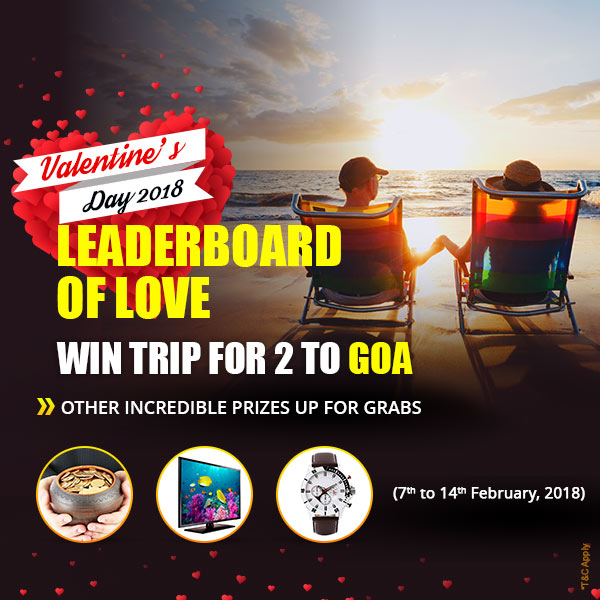 Valentine's
Day 2018
LEADERBOARD
OF LOVE
WIN TRIP FOR 2 TO GOA
» OTHER INCREDIBLE PRIZES UP FOR GRABS
(7th to 14th February, 2018)
*T & C Apply